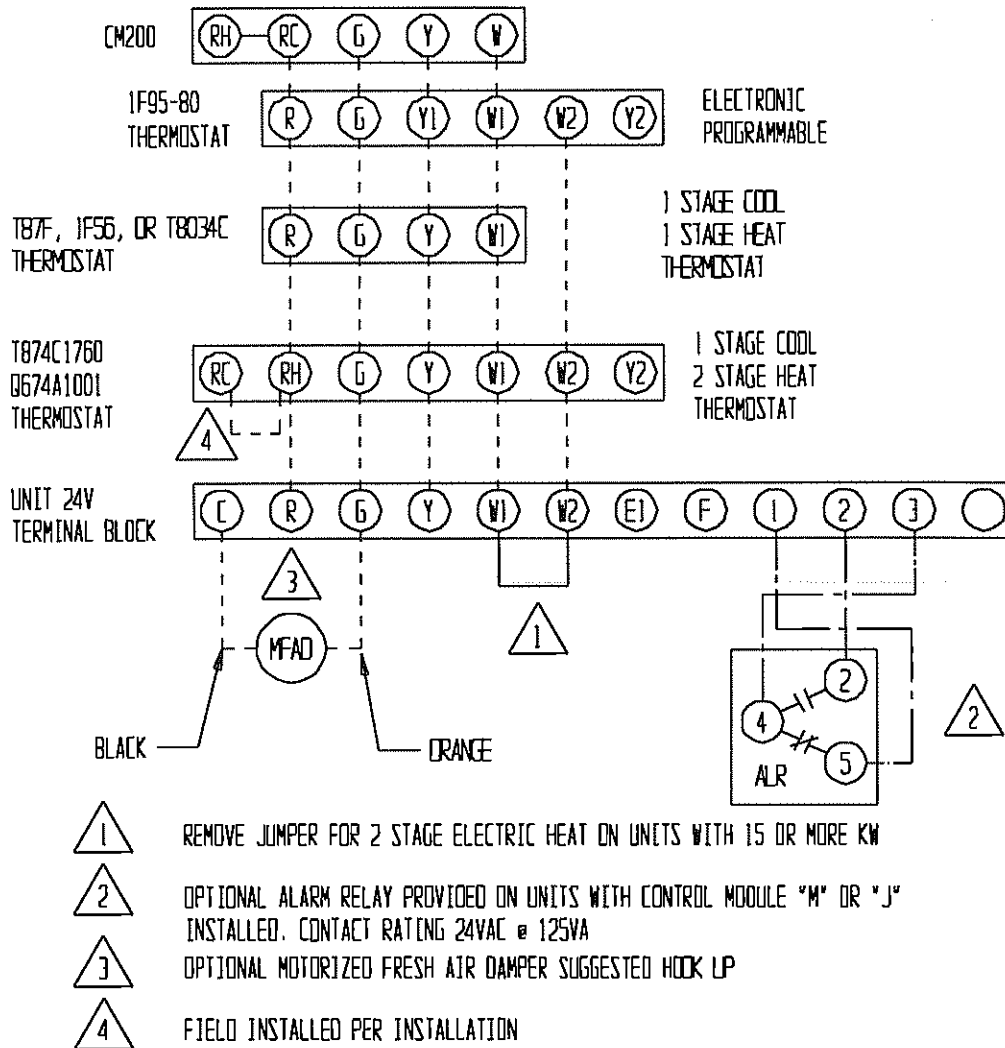 CM200 RH RC G Y W
1F95-80
THERMOSTAT
R G Y1 W1 W2 Y2
ELECTRONIC
PROGRAMMABLE
T87F, 1F56, OR T8034C
THERMOSTAT
R G Y W1
1 STAGE COOL
1 STAGE HEAT
THERMOSTAT
T874C1760
Q674A1001
THERMOSTAT
RC RH G Y W1 W2 Y2
1 STAGE COOL
2 STAGE HEAT
THERMOSTAT
4
UNIT 24V
TERMINAL BLOCK
C R G Y W1 W2 E1 F 1 2 3
3
MFAD
1
2
4
5
ALR
2
BLACK
ORANGE
1 REMOVE JUMPER FOR 2 STAGE ELECTRIC HEAT ON UNITS WITH 15 OR MORE KW
2 OPTIONAL ALARM RELAY PROVIDED ON UNITS WITH CONTROL MODULE "M" OR "J"
INSTALLED. CONTACT RATING 24VAC @ 125VA
3 OPTIONAL MOTORIZED FRESH AIR DAMPER SUGGESTED HOOK UP
4 FIELD INSTALLED PER INSTALLATION